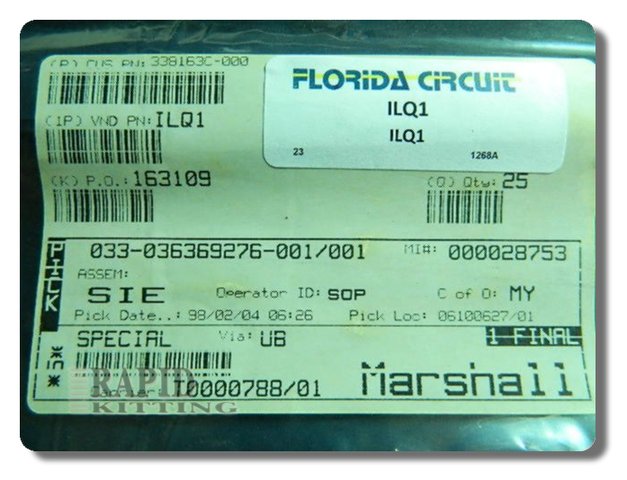 (P) CUS PN: 338163C-000
FLORIDA CIRCUIT
ILQ1
ILQ1
23 1268A
(1P) VND PN: ILQ1
(K) P.O.: 163109
(Q) Qty: 25
PICK
033-036369276-001/001 MI#: 000028753
ASSEM:
SIE Operator ID: SOP C of O: MY
Pick Date..: 98/02/04 06:26 Pick Loc: 06100627/01
SPECIAL Via: UB 1 FINAL
RAPID
KITTING
T0000788/01
Marshall